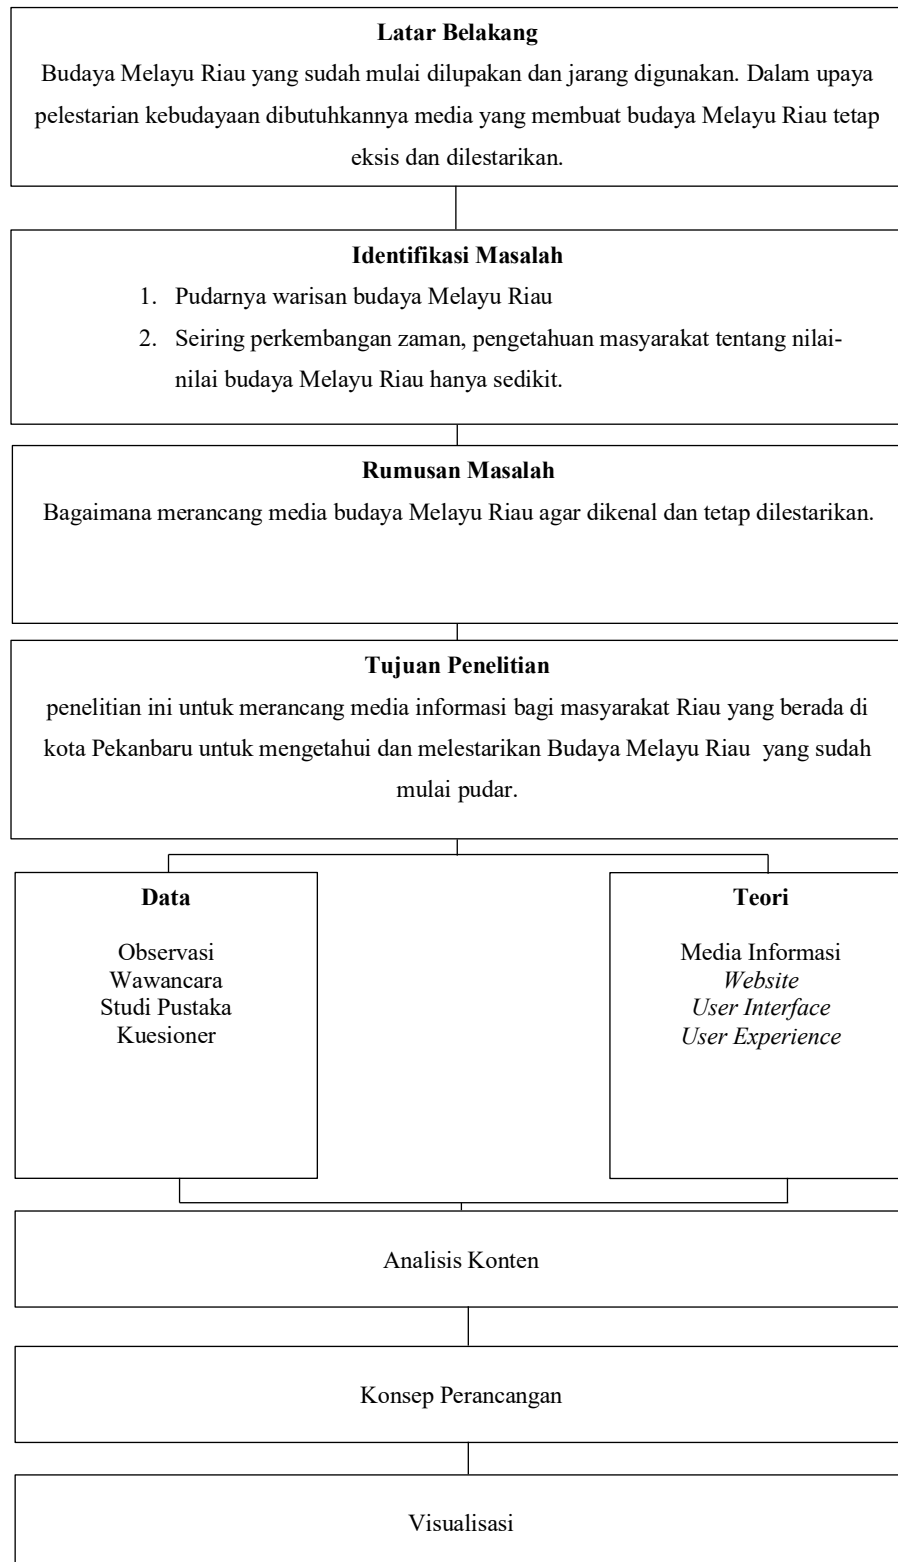 Latar Belakang
Budaya Melayu Riau yang sudah mulai dilupakan dan jarang digunakan. Dalam upaya
pelestarian kebudayaan dibutuhkannya media yang membuat budaya Melayu Riau tetap
eksis dan dilestarikan.
Identifikasi Masalah
1. Pudarnya warisan budaya Melayu Riau
2. Seiring perkembangan zaman, pengetahuan masyarakat tentang nilai-
nilai budaya Melayu Riau hanya sedikit.
Rumusan Masalah
Bagaimana merancang media budaya Melayu Riau agar dikenal dan tetap dilestarikan.
Tujuan Penelitian
penelitian ini untuk merancang media informasi bagi masyarakat Riau yang berada di
kota Pekanbaru untuk mengetahui dan melestarikan Budaya Melayu Riau yang sudah
mulai pudar.
Data
Observasi
Wawancara
Studi Pustaka
Kuesioner
Teori
Media Informasi
Website
User Interface
User Experience
Analisis Konten
Konsep Perancangan
Visualisasi